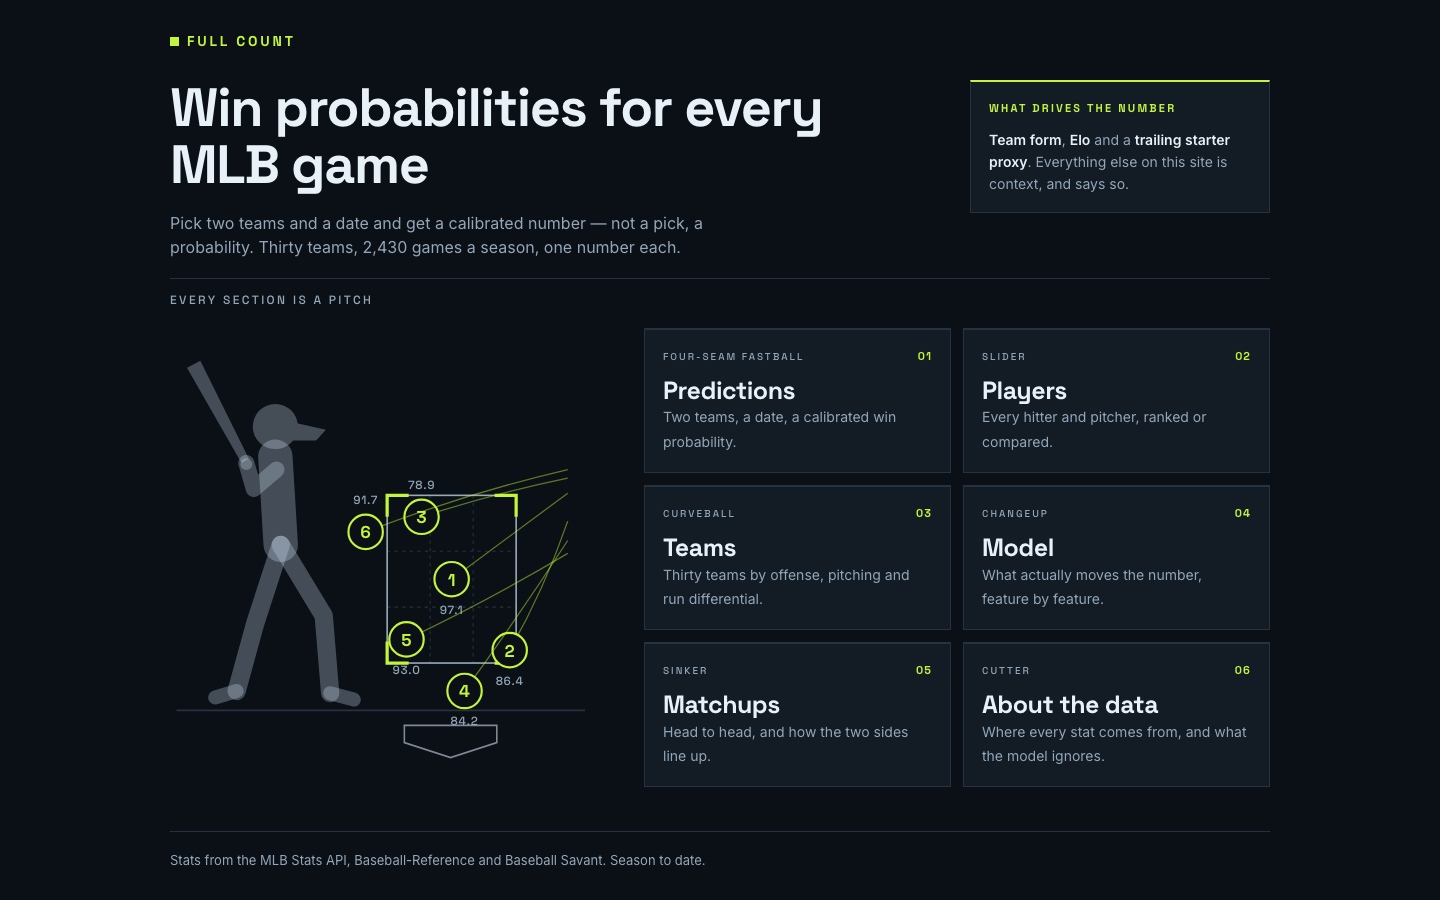 FULL COUNT
Win probabilities for every
MLB game
Pick two teams and a date and get a calibrated number — not a pick, a
probability. Thirty teams, 2,430 games a season, one number each.
WHAT DRIVES THE NUMBER
Team form, Elo and a trailing starter
proxy. Everything else on this site is
context, and says so.
EVERY SECTION IS A PITCH
78.9
91.7
3
6
1
97.1
5
2
93.0
86.4
4
84.2
FOUR-SEAM FASTBALL 01
Predictions
Two teams, a date, a calibrated win
probability.
SLIDER 02
Players
Every hitter and pitcher, ranked or
compared.
CURVEBALL 03
Teams
Thirty teams by offense, pitching and
run differential.
CHANGEUP 04
Model
What actually moves the number,
feature by feature.
SINKER 05
Matchups
Head to head, and how the two sides
line up.
CUTTER 06
About the data
Where every stat comes from, and what
the model ignores.
Stats from the MLB Stats API, Baseball-Reference and Baseball Savant. Season to date.